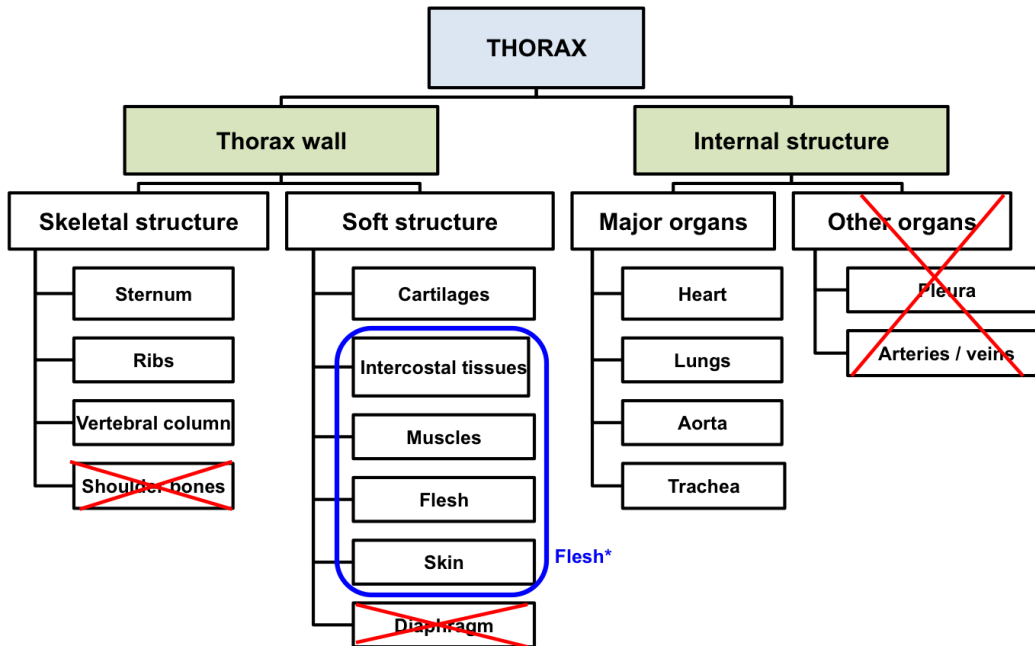 THORAX
Thorax wall
Internal structure
Skeletal structure
Soft structure
Major organs
Other organs
Sternum
Cartilages
Heart
Pleura
Ribs
Intercostal tissues
Lungs
Arteries / veins
Vertebral column
Muscles
Aorta
Shoulder bones
Flesh
Trachea
Skin
Flesh*
Diaphragm